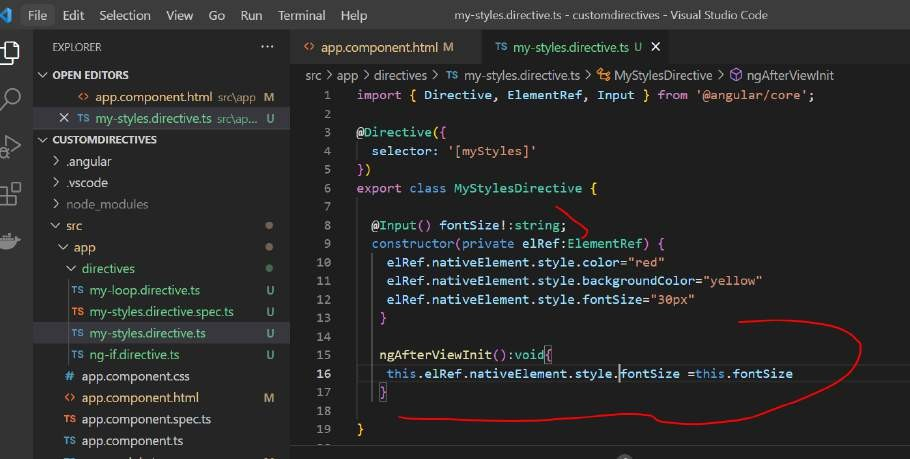 File Edit Selection View Go Run Terminal Help my-styles.directive.ts - customdirectives - Visual Studio Code
EXPLORER ...
OPEN EDITORS
<> app.component.html src\app M
TS my-styles.directive.ts src\ap... U
CUSTOMDIRECTIVES
.angular
.vscode
node_modules
src
app
directives
TS my-loop.directive.ts U
TS my-styles.directive.spec.ts U
TS my-styles.directive.ts U
TS ng-if.directive.ts U
# app.component.css
<> app.component.html M
TS app.component.spec.ts
TS app.component.ts
<> app.component.html M TS my-styles.directive.ts U
src > app > directives > TS my-styles.directive.ts > MyStylesDirective > ngAfterViewInit
1 import { Directive, ElementRef, Input } from '@angular/core';
2
3 @Directive({
4 selector: '[myStyles]'
5 })
6 export class MyStylesDirective {
7
8 @Input() fontSize!:string;
9 constructor(private elRef:ElementRef) {
10 elRef.nativeElement.style.color="red"
11 elRef.nativeElement.style.backgroundColor="yellow"
12 elRef.nativeElement.style.fontSize="30px"
13 }
14
15 ngAfterViewInit():void{
16 this.elRef.nativeElement.style.fontSize =this.fontSize
17 }
18
19 }